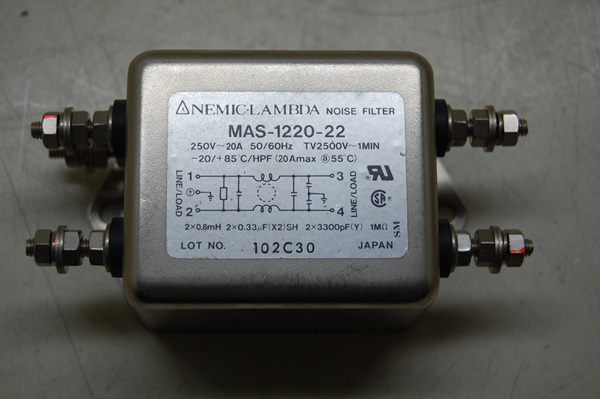 NEMIC-LAMBDA NOISE FILTER
MAS-1220-22
250V~20A 50/60Hz TV2500V~1MIN
-20/+85°C/HPF (20Amax @55°C)
1 3
LINE/LOAD LINE/LOAD
2 4
2×0.8mH 2×0.33μF(X2)SH 2×3300pF(Y) 1MΩ
SM
LOT NO. 102C30 JAPAN